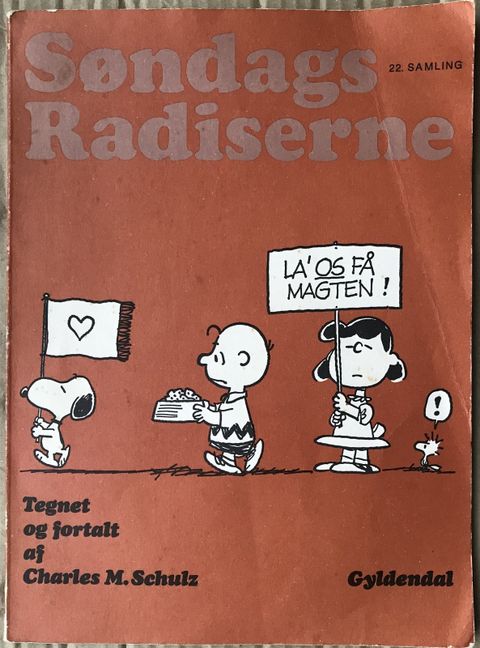 Søndags
Radiserne
22. SAMLING
LA' OS FÅ
MAGTEN !
!
Tegnet
og fortalt
af
Charles M. Schulz
Gyldendal